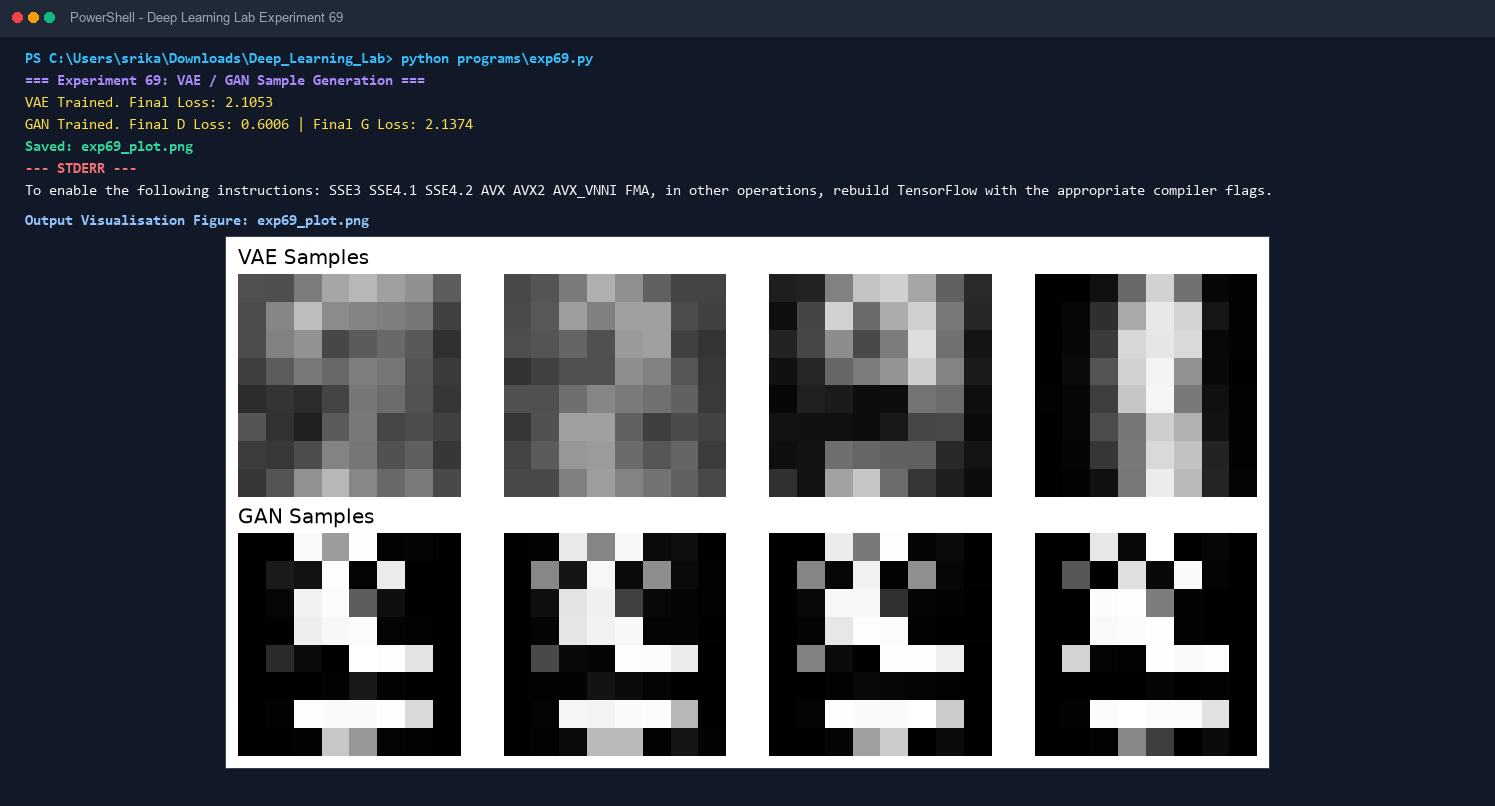 PowerShell - Deep Learning Lab Experiment 69
PS C:\Users\srika\Downloads\Deep_Learning_Lab> python programs\exp69.py
=== Experiment 69: VAE / GAN Sample Generation ===
VAE Trained. Final Loss: 2.1053
GAN Trained. Final D Loss: 0.6006 | Final G Loss: 2.1374
Saved: exp69_plot.png
--- STDERR ---
To enable the following instructions: SSE3 SSE4.1 SSE4.2 AVX AVX2 AVX_VNNI FMA, in other operations, rebuild TensorFlow with the appropriate compiler flags.
Output Visualisation Figure: exp69_plot.png
VAE Samples
GAN Samples